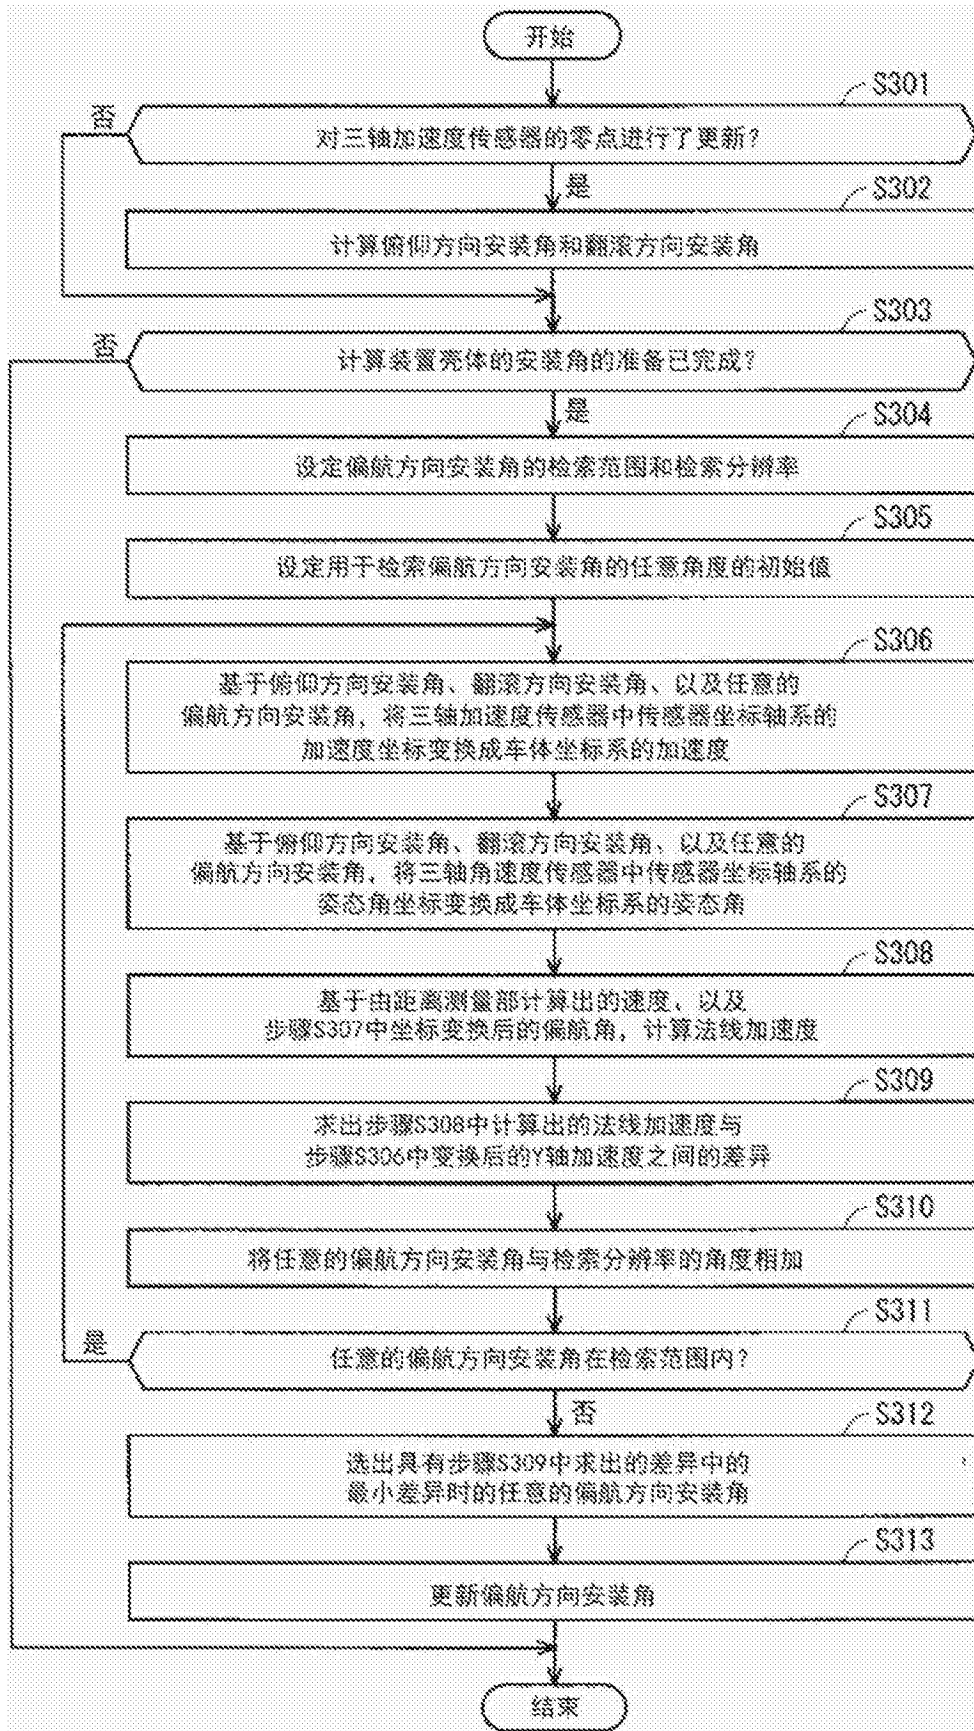 开始
S301
否
对三轴加速度传感器的零点进行了更新？
是
S302
计算俯仰方向安装角和翻滚方向安装角
S303
否
计算装置壳体的安装角的准备已完成？
是
S304
设定偏航方向安装角的检索范围和检索分辨率
S305
设定用于检索偏航方向安装角的任意角度的初始值
S306
基于俯仰方向安装角、翻滚方向安装角、以及任意的
偏航方向安装角，将三轴加速度传感器中传感器坐标轴系的
加速度坐标变换成车体坐标系的加速度
S307
基于俯仰方向安装角、翻滚方向安装角、以及任意的
偏航方向安装角，将三轴角速度传感器中传感器坐标轴系的
姿态角坐标变换成车体坐标系的姿态角
S308
基于由距离测量部计算出的速度、以及
步骤S307中坐标变换后的偏航角，计算法线加速度
S309
求出步骤S308中计算出的法线加速度与
步骤S306中变换后的Y轴加速度之间的差异
S310
将任意的偏航方向安装角与检索分辨率的角度相加
S311
是
任意的偏航方向安装角在检索范围内？
否
S312
选出具有步骤S309中求出的差异中的
最小差异时的任意的偏航方向安装角
S313
更新偏航方向安装角
结束